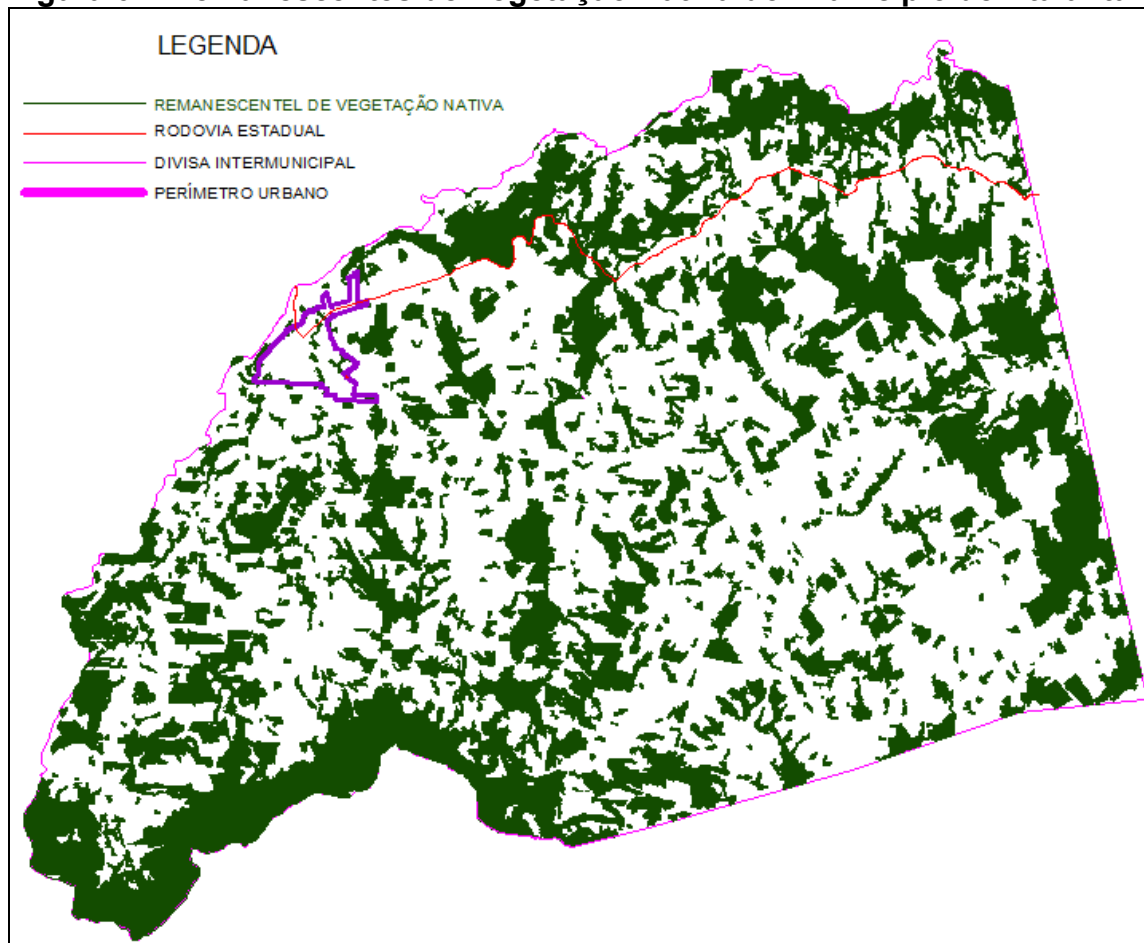 LEGENDA
REMANESCENTEL DE VEGETAÇÃO NATIVA
RODOVIA ESTADUAL
DIVISA INTERMUNICIPAL
PERÍMETRO URBANO